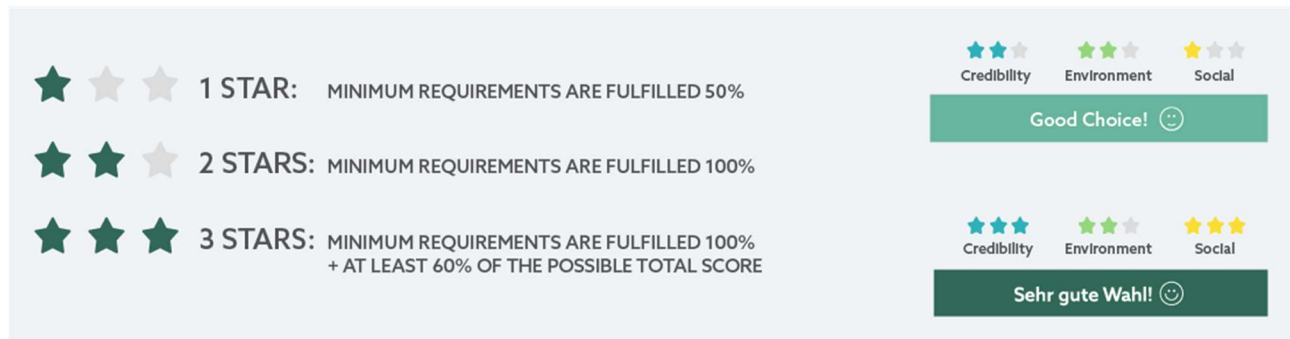 1 STAR: MINIMUM REQUIREMENTS ARE FULFILLED 50%
2 STARS: MINIMUM REQUIREMENTS ARE FULFILLED 100%
3 STARS: MINIMUM REQUIREMENTS ARE FULFILLED 100%
+ AT LEAST 60% OF THE POSSIBLE TOTAL SCORE
Credibility Environment Social
Good Choice!
Credibility Environment Social
Sehr gute Wahl!